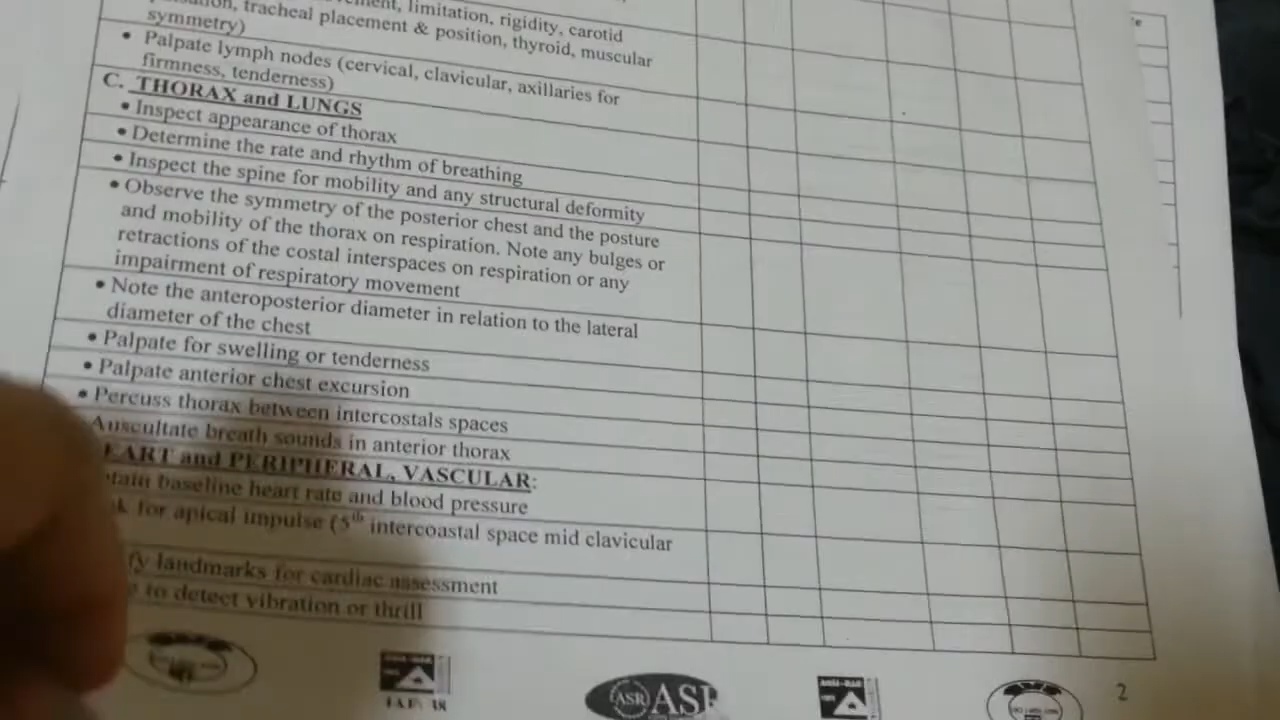 limitation, rigidity, carotid
tracheal placement & position, thyroid, muscular
symmetry)
• Palpate lymph nodes (cervical, clavicular, axillaries for
firmness, tenderness)
C. THORAX and LUNGS
• Inspect appearance of thorax
• Determine the rate and rhythm of breathing
• Inspect the spine for mobility and any structural deformity
• Observe the symmetry of the posterior chest and the posture
and mobility of the thorax on respiration. Note any bulges or
retractions of the costal interspaces on respiration or any
impairment of respiratory movement
• Note the anteroposterior diameter in relation to the lateral
diameter of the chest
• Palpate for swelling or tenderness
• Palpate anterior chest excursion
• Percuss thorax between intercostals spaces
Auscultate breath sounds in anterior thorax
EART and PERIPHERAL, VASCULAR:
baseline heart rate and blood pressure
for apical impulse (5th intercoastal space mid clavicular
landmarks for cardiac assessment
to detect vibration or thrill
ASR ASR
2